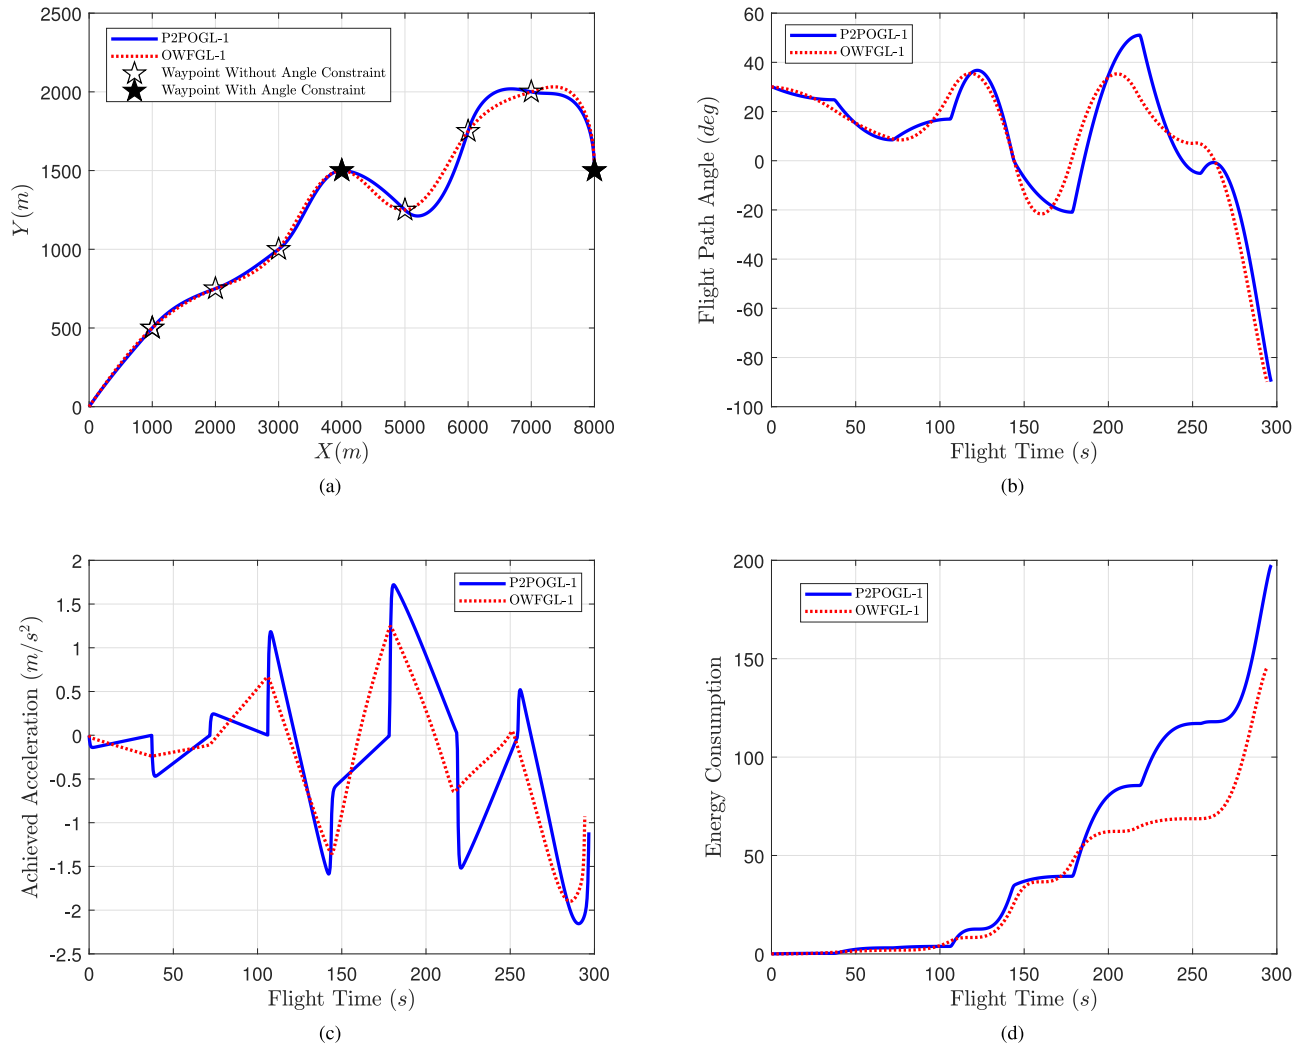 2500
2000
1500
1000
500
0
P2POGL-1
OWFGL-1
Waypoint Without Angle Constraint
Waypoint With Angle Constraint
Y(m)
0 1000 2000 3000 4000 5000 6000 7000 8000
X(m)
(a)
60
40
20
0
-20
-40
-60
-80
-100
P2POGL-1
OWFGL-1
Flight Path Angle (deg)
0 50 100 150 200 250 300
Flight Time (s)
(b)
2
1.5
1
0.5
0
-0.5
-1
-1.5
-2
-2.5
P2POGL-1
OWFGL-1
Achieved Acceleration (m/s²)
0 50 100 150 200 250 300
Flight Time (s)
(c)
200
150
100
50
0
P2POGL-1
OWFGL-1
Energy Consumption
0 50 100 150 200 250 300
Flight Time (s)
(d)